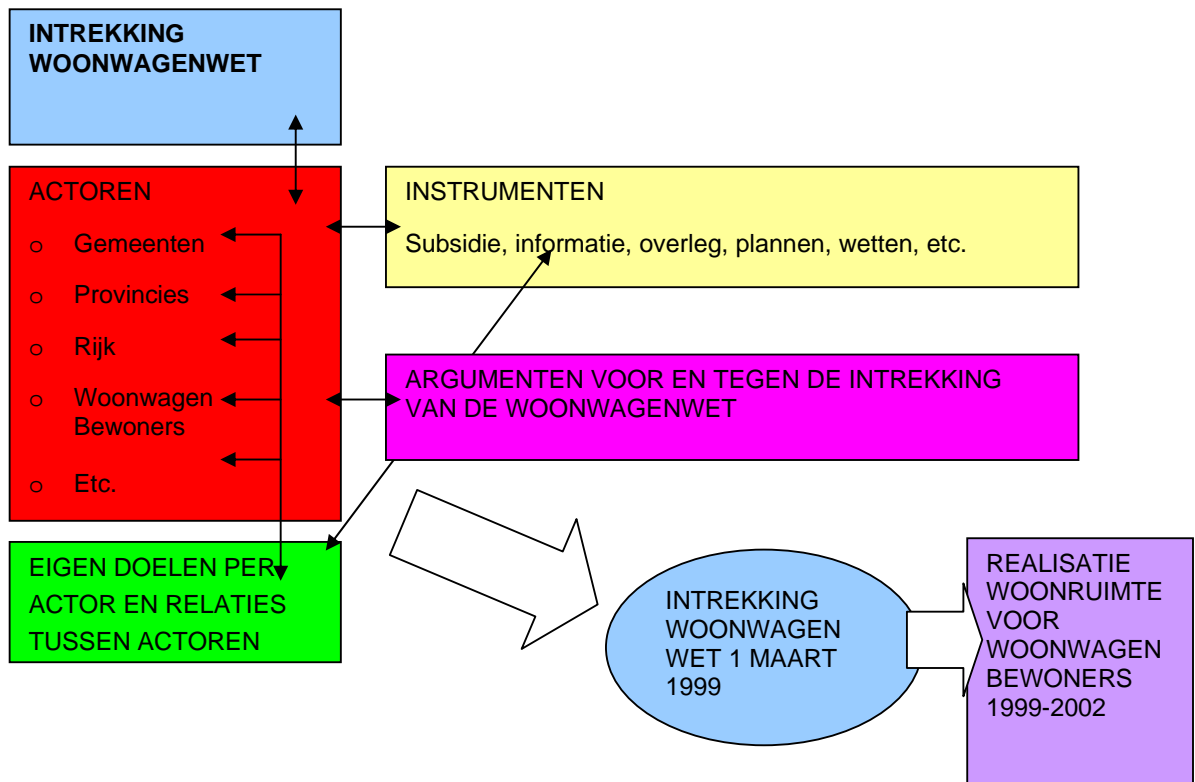 INTREKKING
WOONWAGENWET
ACTOREN
o Gemeenten
o Provincies
o Rijk
o Woonwagen
Bewoners
o Etc.
INSTRUMENTEN
Subsidie, informatie, overleg, plannen, wetten, etc.
ARGUMENTEN VOOR EN TEGEN DE INTREKKING
VAN DE WOONWAGENWET
EIGEN DOELEN PER
ACTOR EN RELATIES
TUSSEN ACTOREN
INTREKKING
WOONWAGEN
WET 1 MAART
1999
REALISATIE
WOONRUIMTE
VOOR
WOONWAGEN
BEWONERS
1999-2002